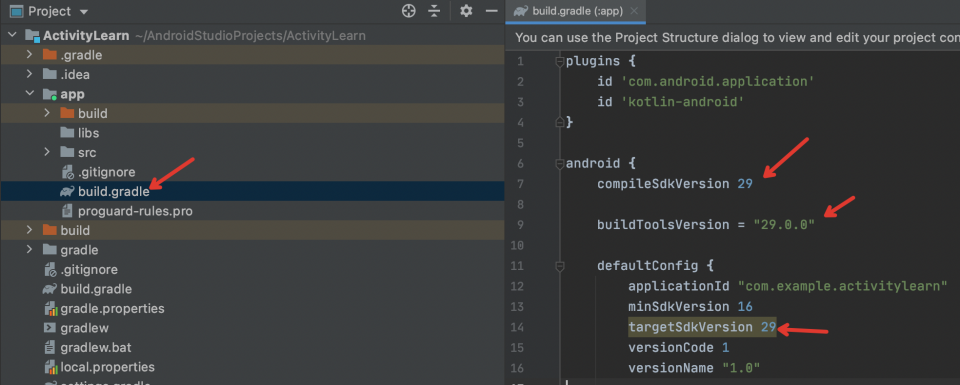 Project
ActivityLearn ~/AndroidStudioProjects/ActivityLearn
.gradle
.idea
app
build
libs
src
.gitignore
build.gradle
proguard-rules.pro
build
gradle
.gitignore
build.gradle
gradle.properties
gradlew
gradlew.bat
local.properties
settings.gradle
build.gradle (:app)
You can use the Project Structure dialog to view and edit your project con
1 plugins {
2 id 'com.android.application'
3 id 'kotlin-android'
4 }
5
6 android {
7 compileSdkVersion 29
8
9 buildToolsVersion = "29.0.0"
10
11 defaultConfig {
12 applicationId "com.example.activitylearn"
13 minSdkVersion 16
14 targetSdkVersion 29
15 versionCode 1
16 versionName "1.0"